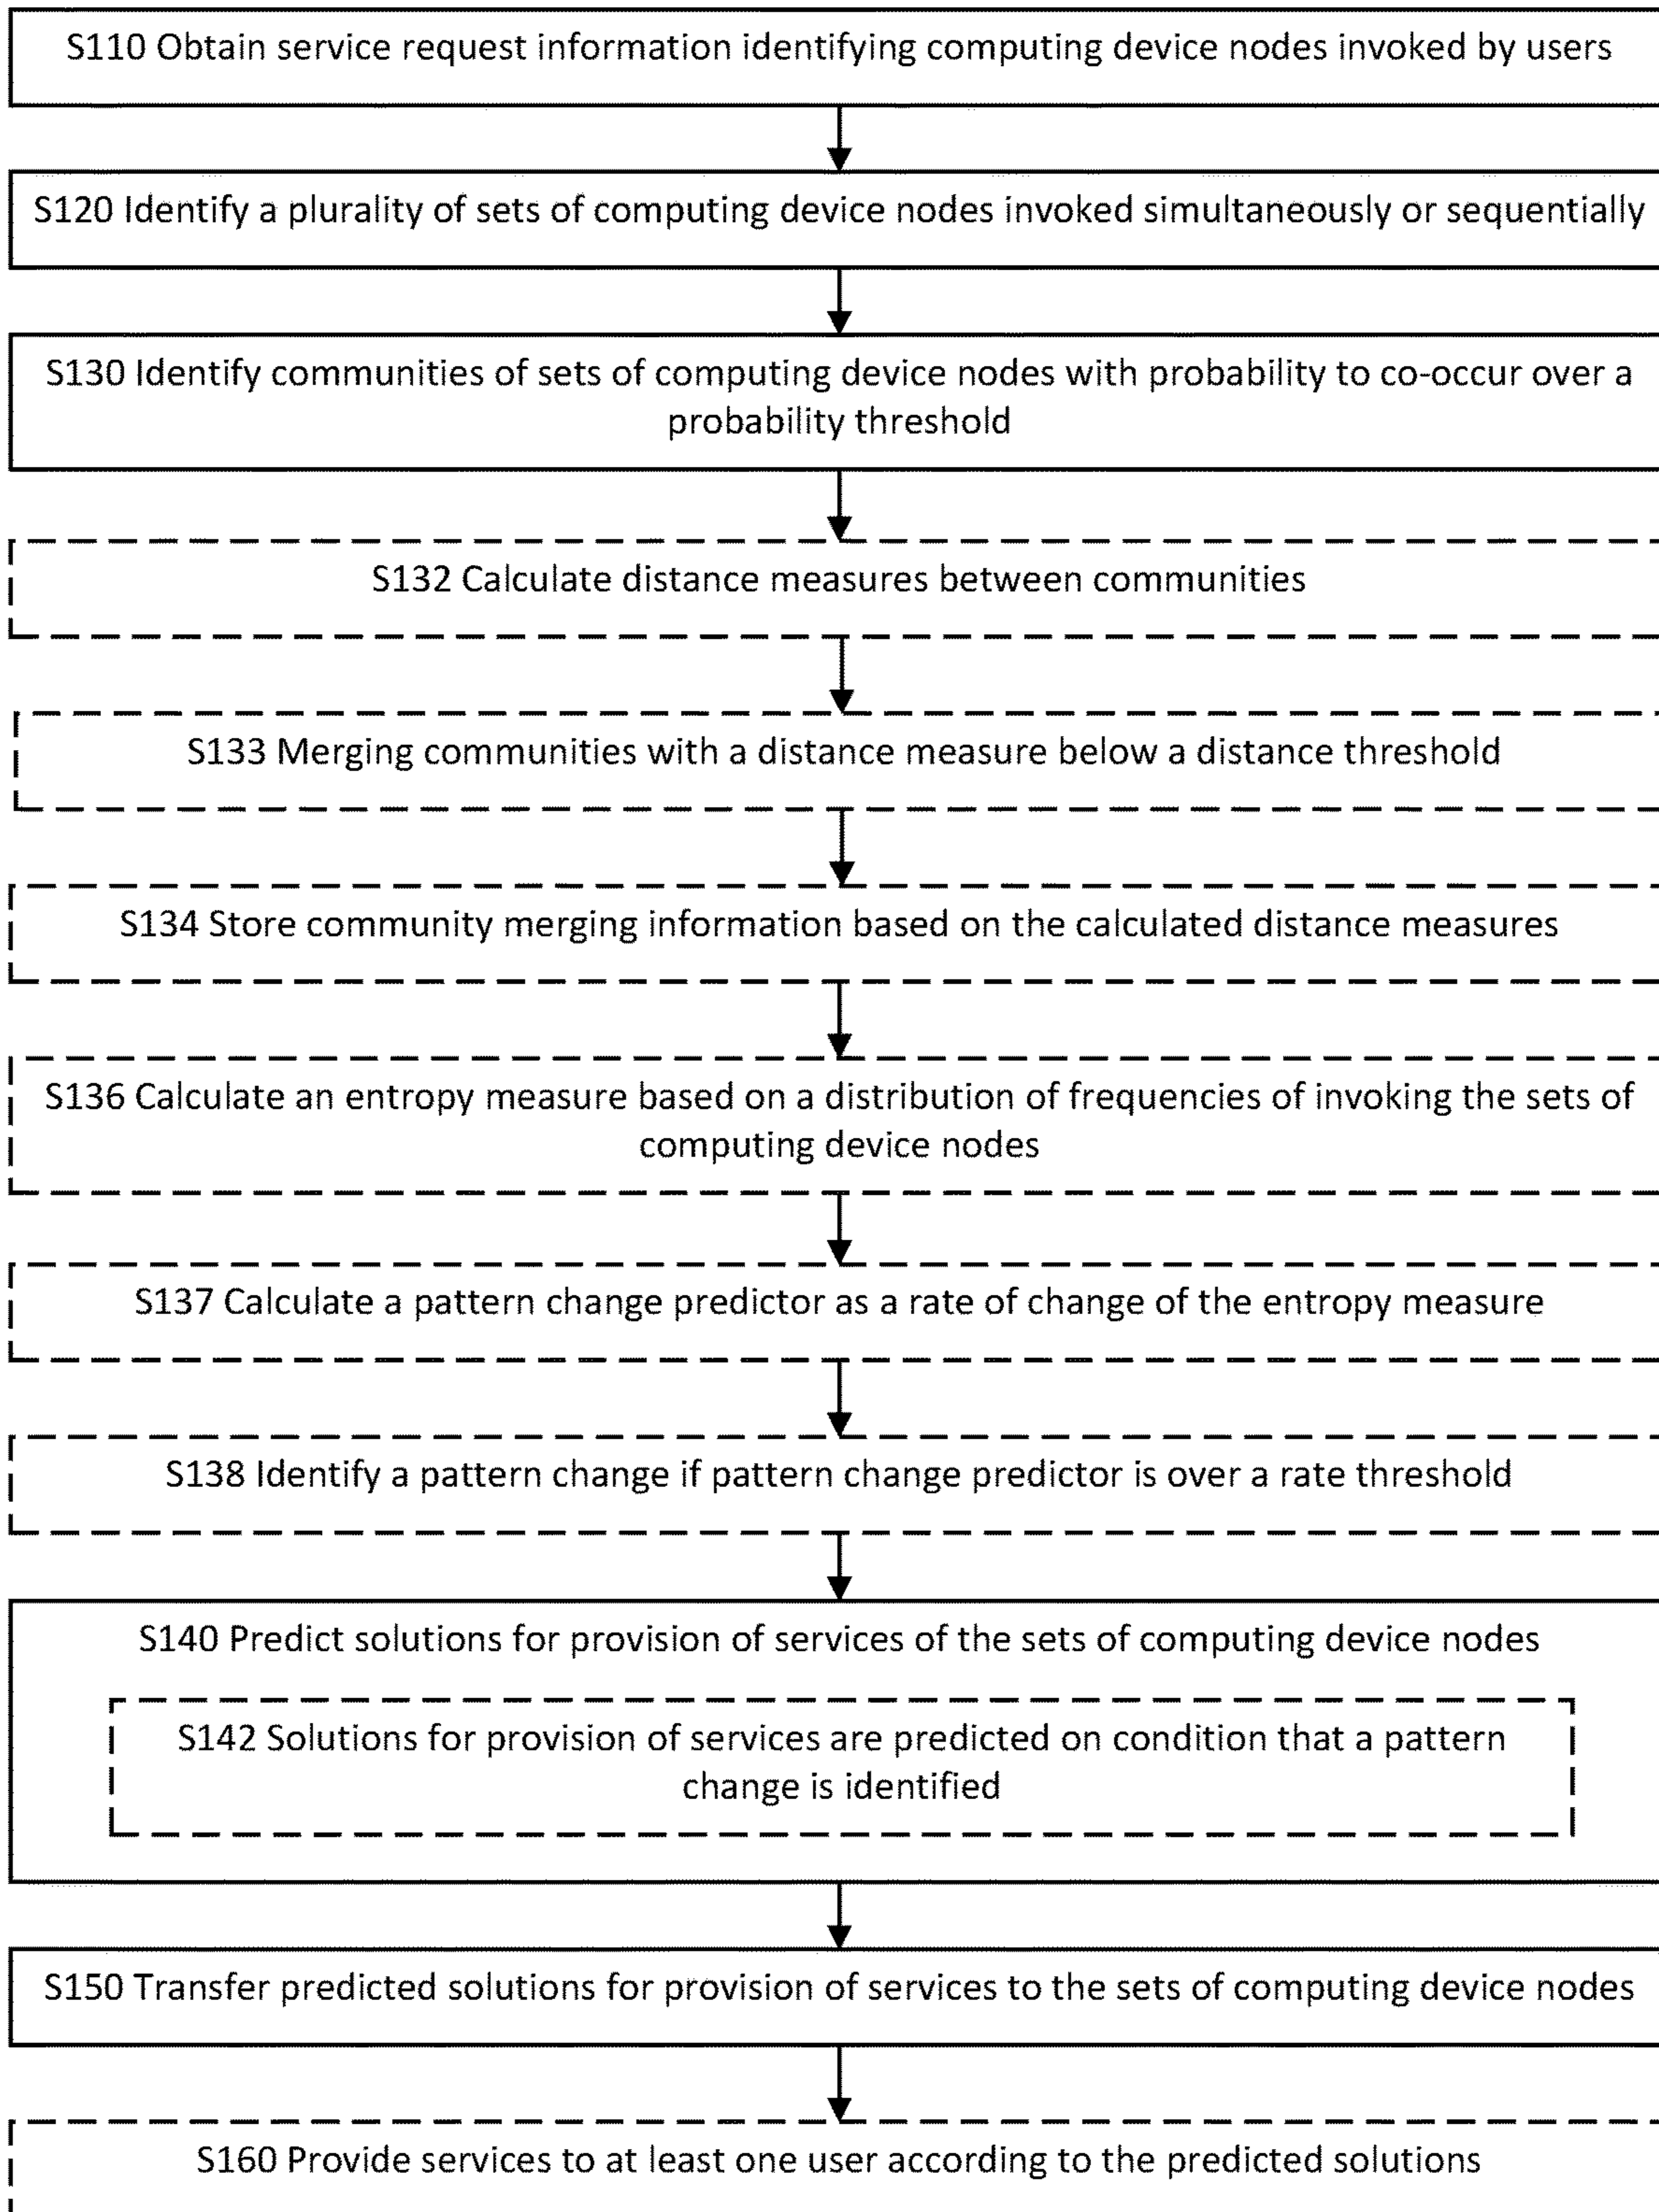 S110 Obtain service request information identifying computing device nodes invoked by users
S120 Identify a plurality of sets of computing device nodes invoked simultaneously or sequentially
S130 Identify communities of sets of computing device nodes with probability to co-occur over a
probability threshold
S132 Calculate distance measures between communities
S133 Merging communities with a distance measure below a distance threshold
S134 Store community merging information based on the calculated distance measures
S136 Calculate an entropy measure based on a distribution of frequencies of invoking the sets of
computing device nodes
S137 Calculate a pattern change predictor as a rate of change of the entropy measure
S138 Identify a pattern change if pattern change predictor is over a rate threshold
S140 Predict solutions for provision of services of the sets of computing device nodes
S142 Solutions for provision of services are predicted on condition that a pattern
change is identified
S150 Transfer predicted solutions for provision of services to the sets of computing device nodes
S160 Provide services to at least one user according to the predicted solutions